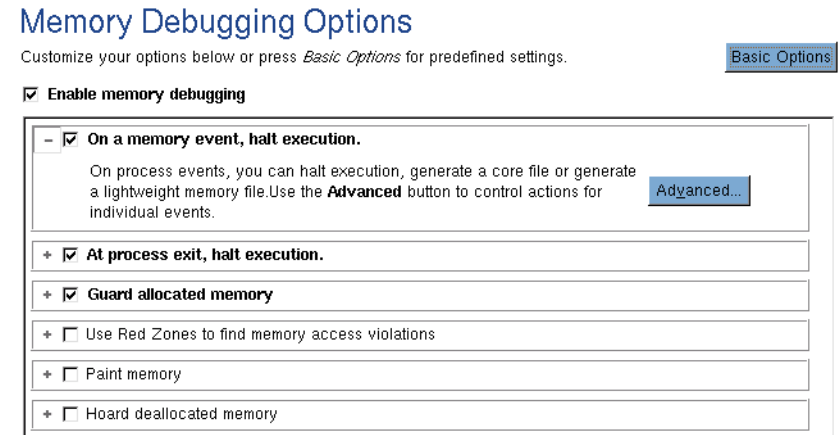 Memory Debugging Options
Customize your options below or press Basic Options for predefined settings.
Basic Options
Enable memory debugging
On a memory event, halt execution.
On process events, you can halt execution, generate a core file or generate
a lightweight memory file.Use the Advanced button to control actions for
individual events.
Advanced...
At process exit, halt execution.
Guard allocated memory
Use Red Zones to find memory access violations
Paint memory
Hoard deallocated memory